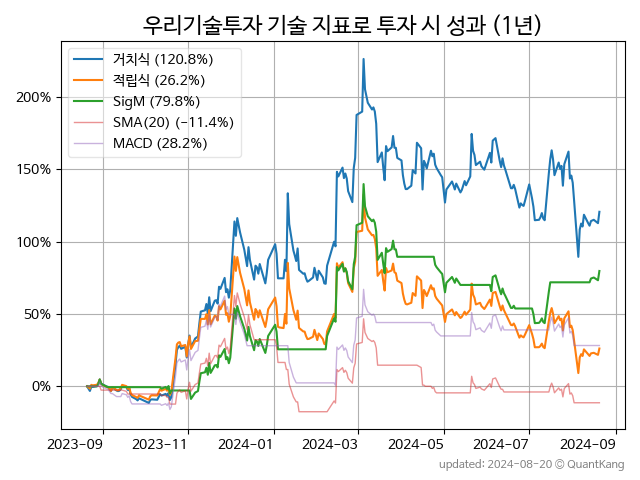 우리기술투자 기술 지표로 투자 시 성과 (1년)
거치식 (120.8%)
적립식 (26.2%)
SigM (79.8%)
SMA(20) (−11.4%)
MACD (28.2%)
200%
150%
100%
50%
0%
2023-09 2023-11 2024-01 2024-03 2024-05 2024-07 2024-09
updated: 2024-08-20 © QuantKang